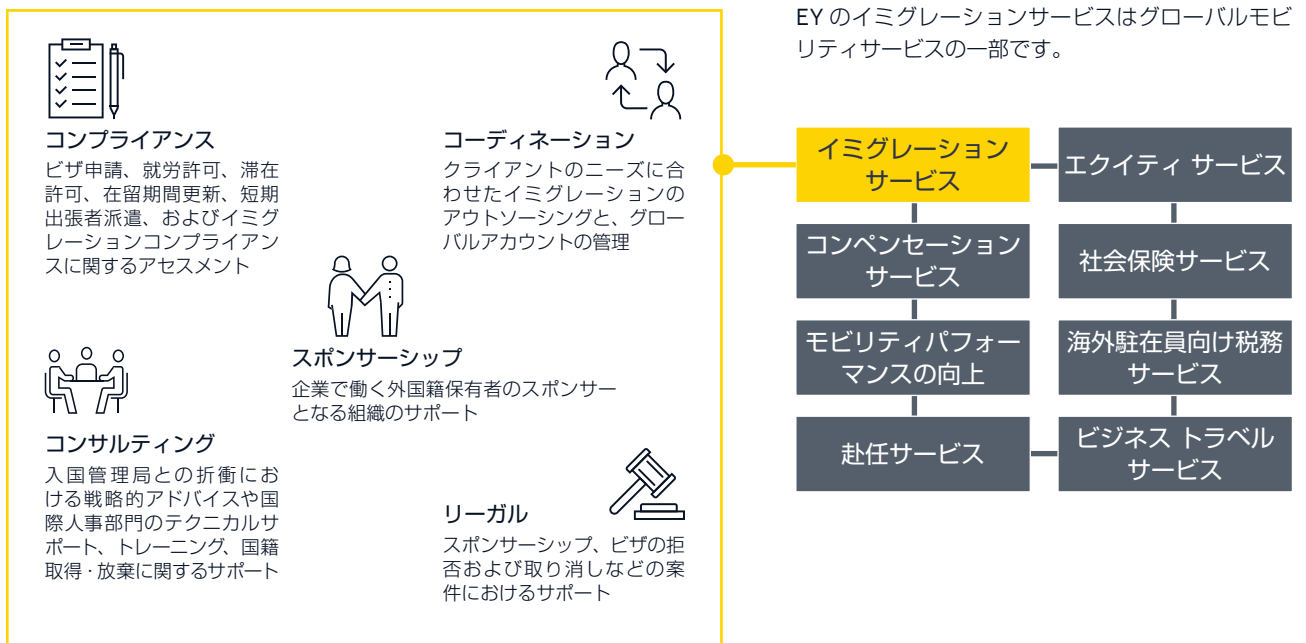 EY のイミグレーションサービスはグローバルモビ
リティサービスの一部です。
コンプライアンス
ビザ申請、就労許可、滞在
許可、在留期間更新、短期
出張者派遣、およびイミグ
レーションコンプライアン
スに関するアセスメント
コーディネーション
クライアントのニーズに合
わせたイミグレーションの
アウトソーシングと、グロー
バルアカウントの管理
スポンサーシップ
企業で働く外国籍保有者のスポンサー
となる組織のサポート
コンサルティング
入国管理局との折衝にお
ける戦略的アドバイスや国
際人事部門のテクニカルサ
ポート、トレーニング、国籍
取得・放棄に関するサポート
リーガル
スポンサーシップ、ビザの拒
否および取り消しなどの案
件におけるサポート
イミグレーション
サービス
エクイティ サービス
コンペンセーション
サービス
社会保険サービス
モビリティパフォー
マンスの向上
海外駐在員向け税務
サービス
赴任サービス
ビジネス トラベル
サービス